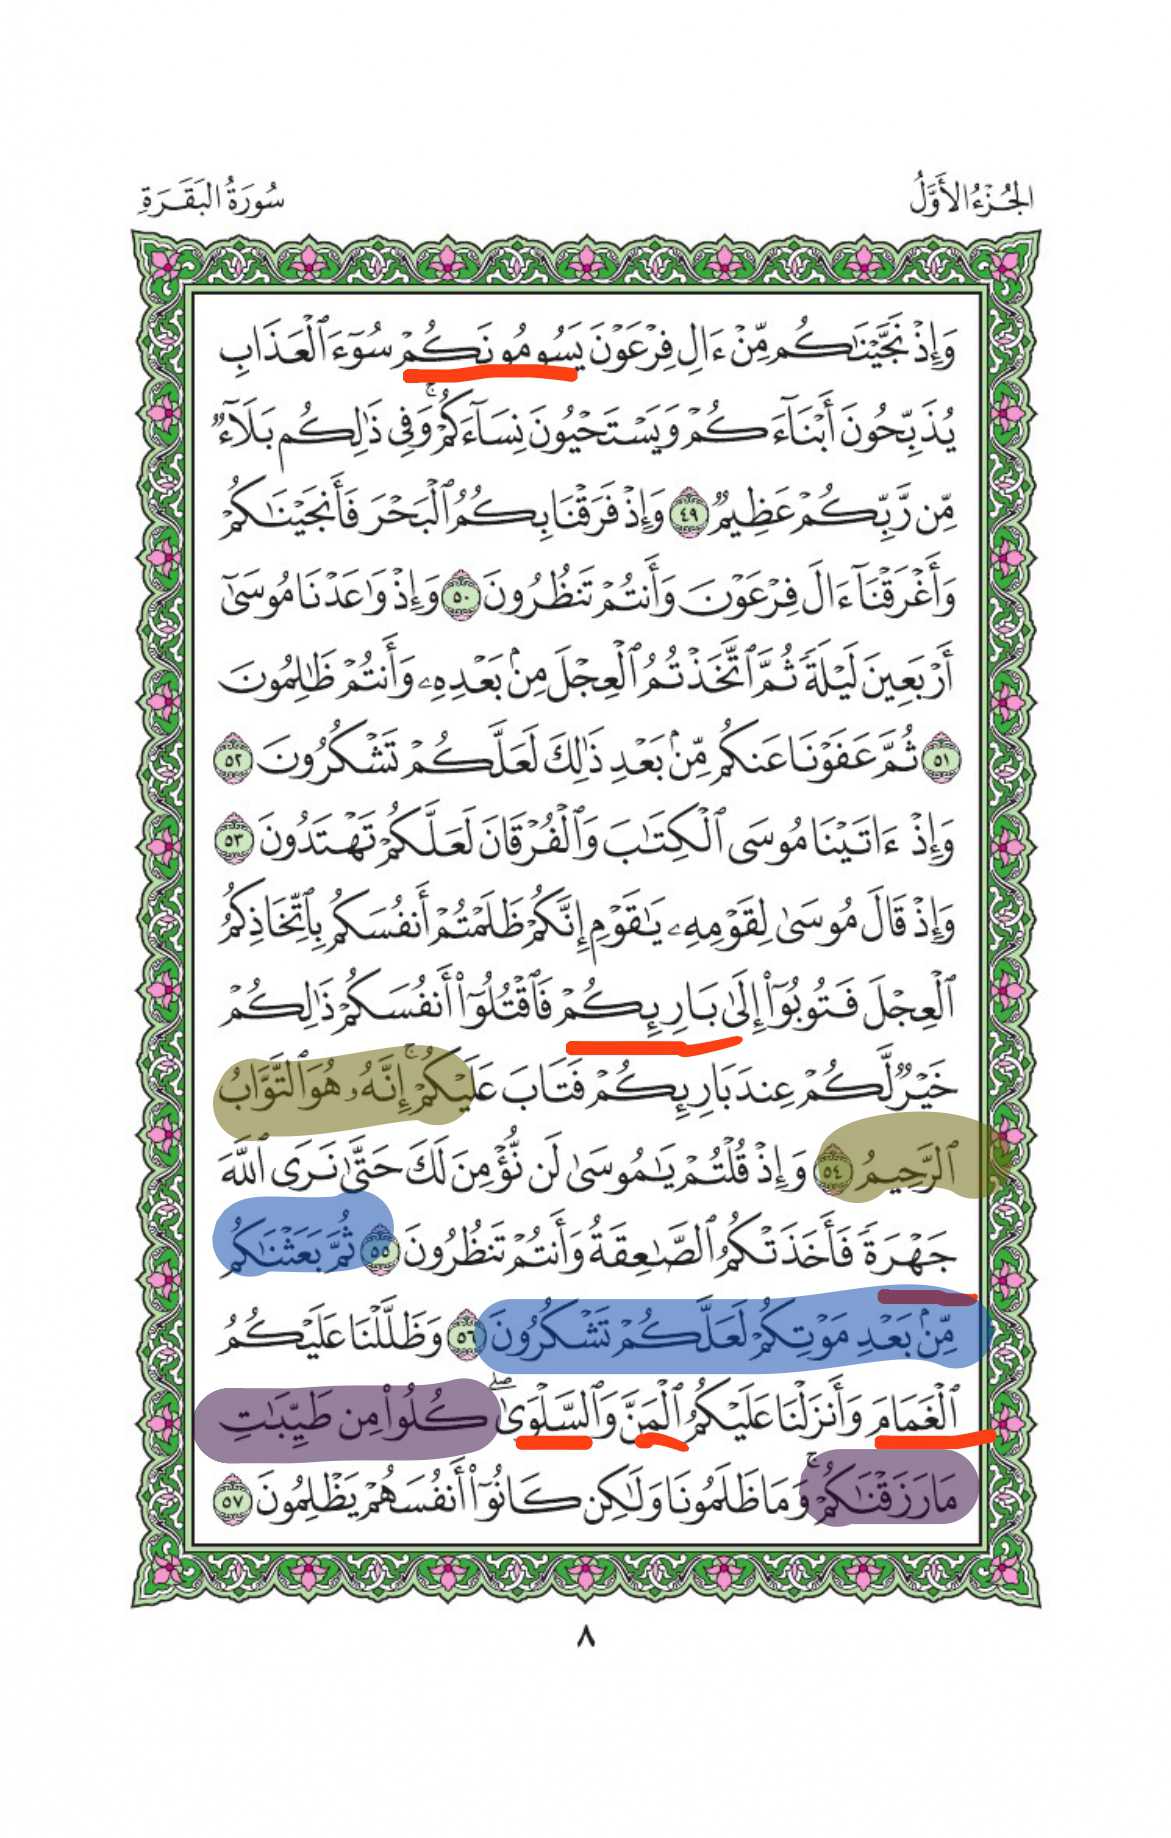 الجُزْءُ الأَوَّلُ
سُورَةُ البَقَرَةِ
وَإِذْ نَجَّيْنَٰكُم مِّنْ ءَالِ فِرْعَوْنَ يَسُومُونَكُمْ سُوٓءَ ٱلْعَذَابِ
يُذَبِّحُونَ أَبْنَآءَكُمْ وَيَسْتَحْيُونَ نِسَآءَكُمْ ۚ وَفِى ذَٰلِكُم بَلَآءٌ
مِّن رَّبِّكُمْ عَظِيمٌ ٤٩ وَإِذْ فَرَقْنَا بِكُمُ ٱلْبَحْرَ فَأَنجَيْنَٰكُمْ
وَأَغْرَقْنَآ ءَالَ فِرْعَوْنَ وَأَنتُمْ تَنظُرُونَ ٥٠ وَإِذْ وَٰعَدْنَا مُوسَىٰٓ
أَرْبَعِينَ لَيْلَةً ثُمَّ ٱتَّخَذْتُمُ ٱلْعِجْلَ مِنۢ بَعْدِهِۦ وَأَنتُمْ ظَٰلِمُونَ
٥١ ثُمَّ عَفَوْنَا عَنكُم مِّنۢ بَعْدِ ذَٰلِكَ لَعَلَّكُمْ تَشْكُرُونَ ٥٢
وَإِذْ ءَاتَيْنَا مُوسَى ٱلْكِتَٰبَ وَٱلْفُرْقَانَ لَعَلَّكُمْ تَهْتَدُونَ ٥٣
وَإِذْ قَالَ مُوسَىٰ لِقَوْمِهِۦ يَٰقَوْمِ إِنَّكُمْ ظَلَمْتُمْ أَنفُسَكُم بِٱتِّخَاذِكُمُ
ٱلْعِجْلَ فَتُوبُوٓا۟ إِلَىٰ بَارِئِكُمْ فَٱقْتُلُوٓا۟ أَنفُسَكُمْ ذَٰلِكُمْ
خَيْرٌ لَّكُمْ عِندَ بَارِئِكُمْ فَتَابَ عَلَيْكُمْ ۚ إِنَّهُۥ هُوَ ٱلتَّوَّابُ
ٱلرَّحِيمُ ٥٤ وَإِذْ قُلْتُمْ يَٰمُوسَىٰ لَن نُّؤْمِنَ لَكَ حَتَّىٰ نَرَى ٱللَّهَ
جَهْرَةً فَأَخَذَتْكُمُ ٱلصَّٰعِقَةُ وَأَنتُمْ تَنظُرُونَ ٥٥ ثُمَّ بَعَثْنَٰكُم
مِّنۢ بَعْدِ مَوْتِكُمْ لَعَلَّكُمْ تَشْكُرُونَ ٥٦ وَظَلَّلْنَا عَلَيْكُمُ
ٱلْغَمَامَ وَأَنزَلْنَا عَلَيْكُمُ ٱلْمَنَّ وَٱلسَّلْوَىٰ ۖ كُلُوا۟ مِن طَيِّبَٰتِ
مَا رَزَقْنَٰكُمْ ۚ وَمَا ظَلَمُونَا وَلَٰكِن كَانُوٓا۟ أَنفُسَهُمْ يَظْلِمُونَ ٥٧
٨